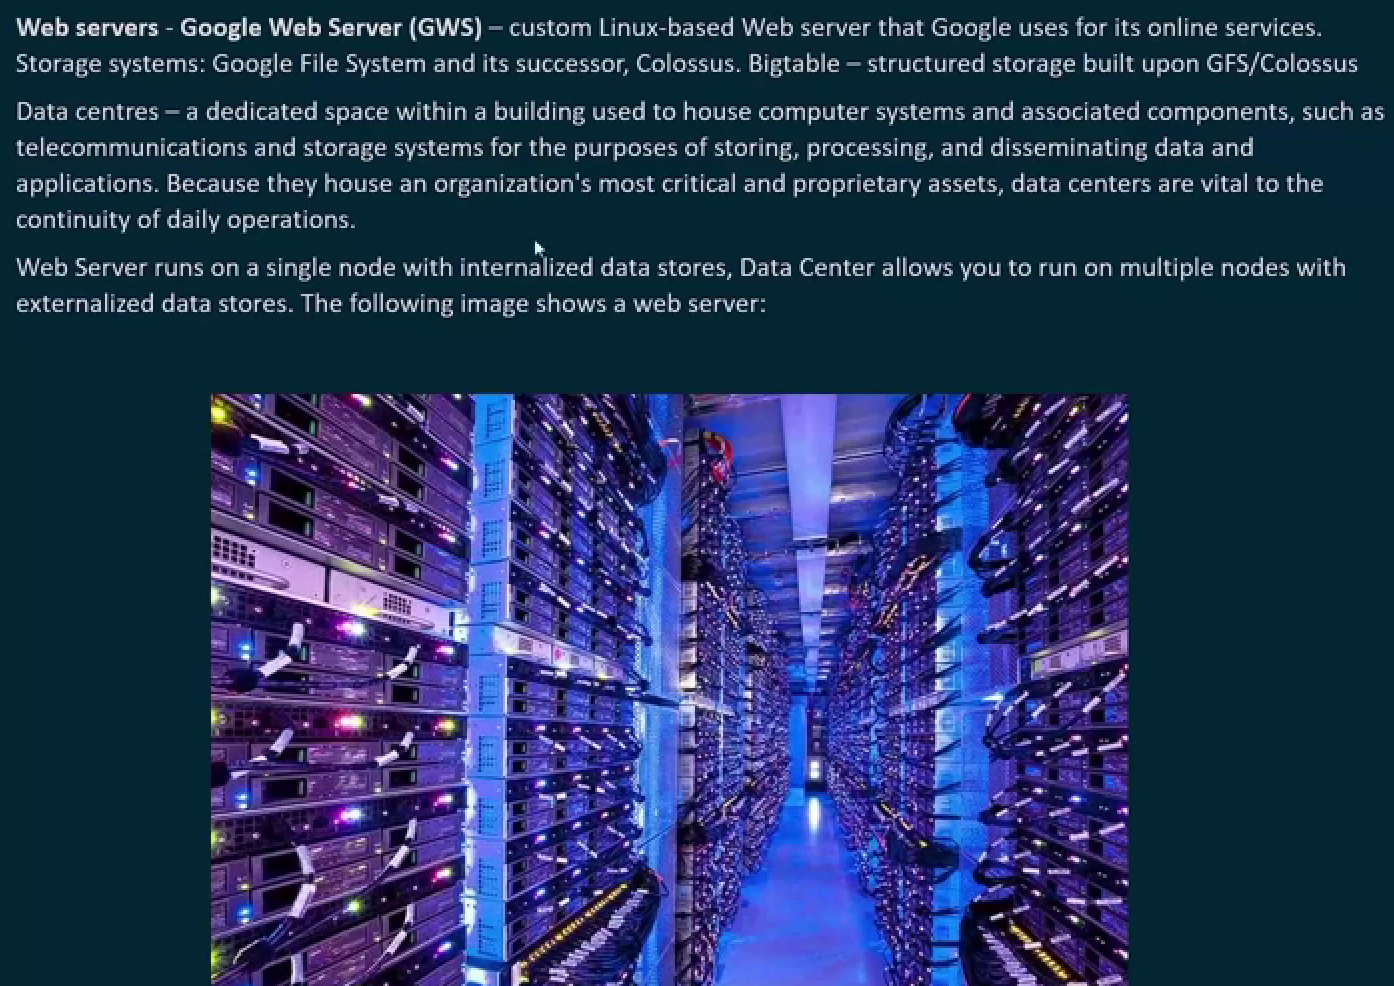 Web servers - Google Web Server (GWS) – custom Linux-based Web server that Google uses for its online services.
Storage systems: Google File System and its successor, Colossus. Bigtable – structured storage built upon GFS/Colossus
Data centres – a dedicated space within a building used to house computer systems and associated components, such as
telecommunications and storage systems for the purposes of storing, processing, and disseminating data and
applications. Because they house an organization's most critical and proprietary assets, data centers are vital to the
continuity of daily operations.
Web Server runs on a single node with internalized data stores, Data Center allows you to run on multiple nodes with
externalized data stores. The following image shows a web server: